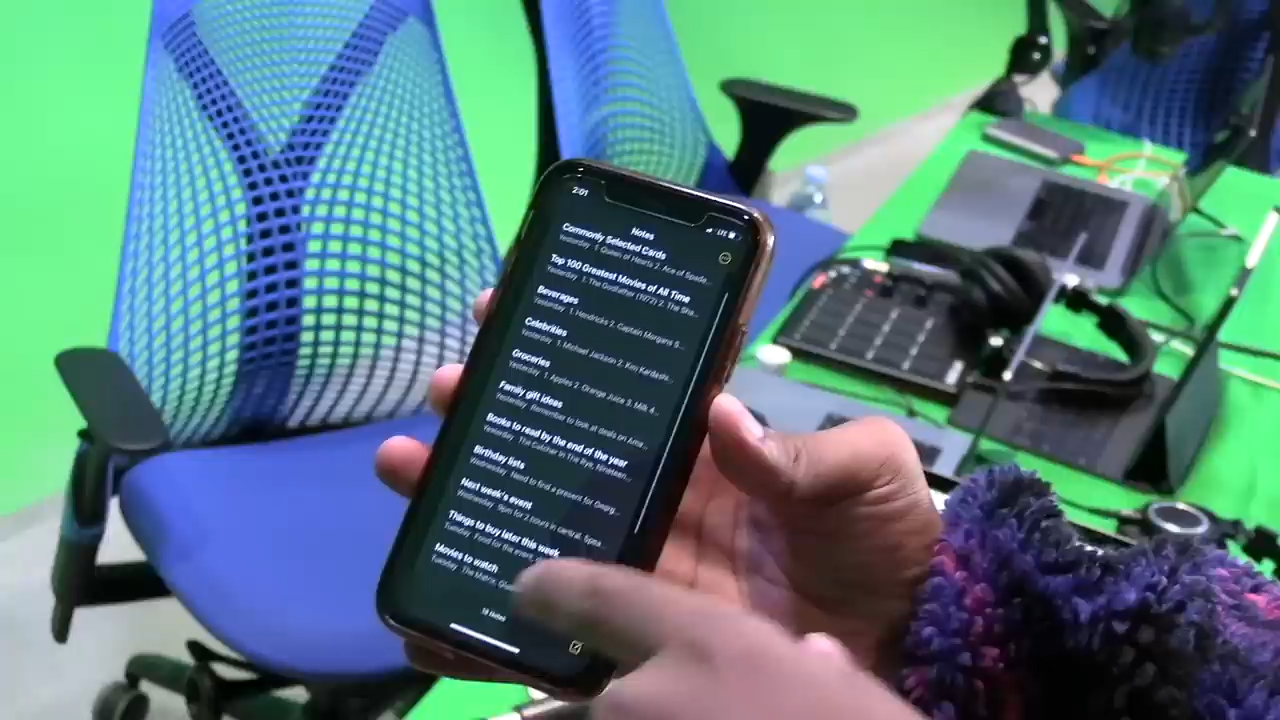 2:01
LTE
Notes
Commonly Selected Cards
Yesterday 1. Queen of Hearts 2. Ace of Spade...
Top 100 Greatest Movies of All Time
Yesterday 1. The Godfather (1972) 2. The Sha...
Beverages
Yesterday 1. Hendricks 2. Captain Morgans S...
Celebrities
Yesterday 1. Michael Jackson 2. Kim Kardashi...
Groceries
Yesterday 1. Apples 2. Orange Juice 3. Milk 4...
Family gift ideas
Yesterday Remember to look at deals on Ama...
Books to read by the end of the year
Yesterday The Catcher In The Rye, Nineteen...
Birthday lists
Wednesday Need to find a present for Georg...
Next week's event
Wednesday 9pm for 2 hours in central.
Things to buy later this week
Tuesday Food for the event
Movies to watch
Tuesday The Matrix,
Notes